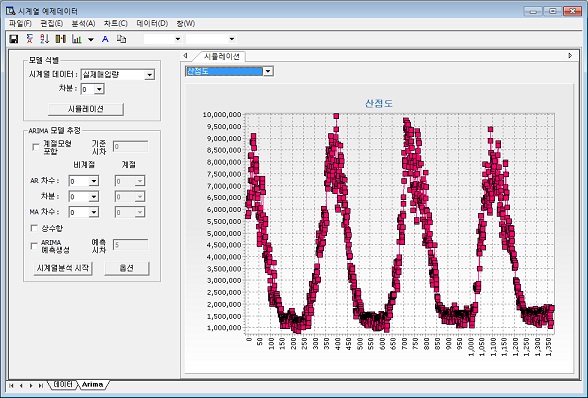 시계열 예제데이터
파일(F) 편집(E) 분석(A) 차트(C) 데이터(D) 창(W)
시뮬레이션
산점도
모델 식별
시계열 데이터 : 실제매입량
차분 : 0
시뮬레이션
ARIMA 모델 추정
계절모형 포함 기준 시차 0
비계절 계절
AR 차수 : 0 0
차분 : 0 0
MA 차수 : 0 0
상수항
ARIMA 예측생성 예측 시차 5
시계열분석 시작 옵션
산점도
10,000,000
9,500,000
9,000,000
8,500,000
8,000,000
7,500,000
7,000,000
6,500,000
6,000,000
5,500,000
5,000,000
4,500,000
4,000,000
3,500,000
3,000,000
2,500,000
2,000,000
1,500,000
1,000,000
0 50 100 150 200 250 300 350 400 450 500 550 600 650 700 750 800 850 900 950 1,000 1,050 1,100 1,150 1,200 1,250 1,300 1,350
데이터 Arima